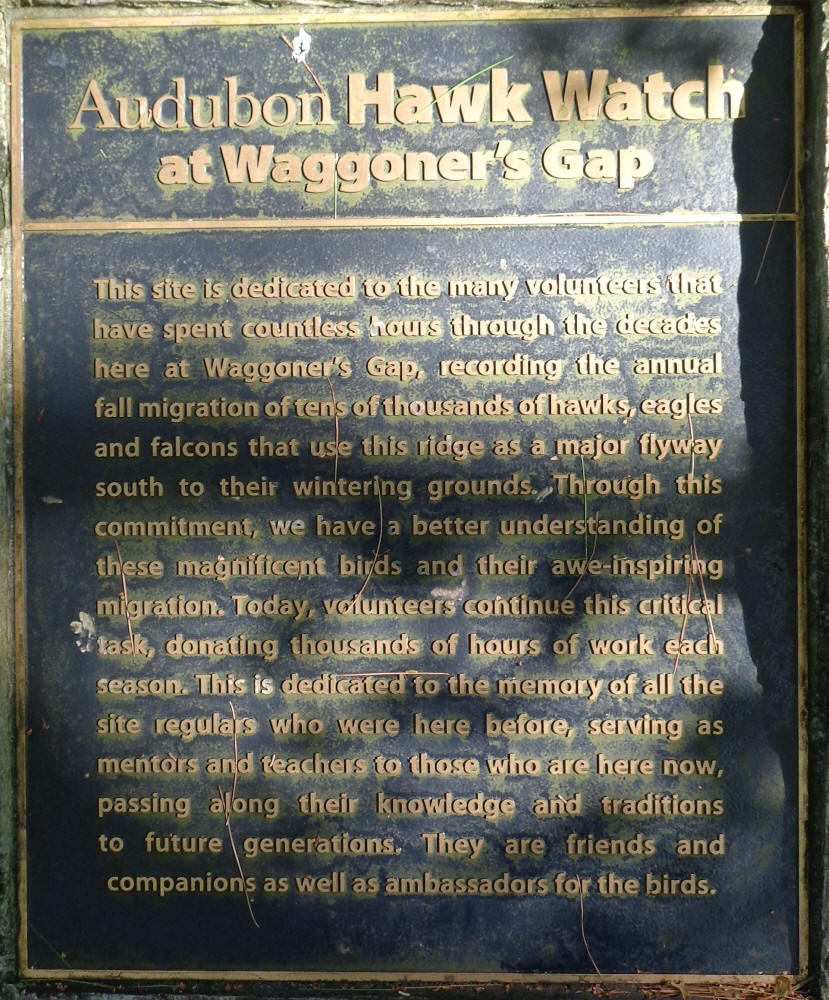 Audubon Hawk Watch
at Waggoner's Gap
This site is dedicated to the many volunteers that
have spent countless hours through the decades
here at Waggoner's Gap, recording the annual
fall migration of tens of thousands of hawks, eagles
and falcons that use this ridge as a major flyway
south to their wintering grounds. Through this
commitment, we have a better understanding of
these magnificent birds and their awe-inspiring
migration. Today, volunteers continue this critical
task, donating thousands of hours of work each
season. This is dedicated to the memory of all the
site regulars who were here before, serving as
mentors and teachers to those who are here now,
passing along their knowledge and traditions
to future generations. They are friends and
companions as well as ambassadors for the birds.